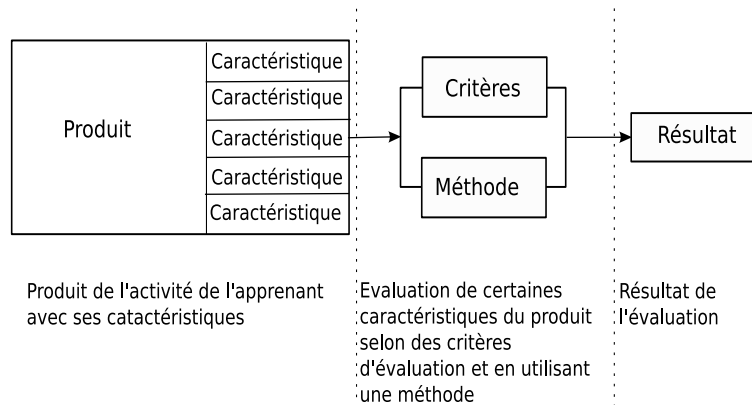 Produit
Caractéristique
Caractéristique
Caractéristique
Caractéristique
Caractéristique
Critères
Méthode
Résultat
Produit de l'activité de l'apprenant
avec ses catactéristiques
Evaluation de certaines
caractéristiques du produit
selon des critères
d'évaluation et en utilisant
une méthode
Résultat de
l'évaluation